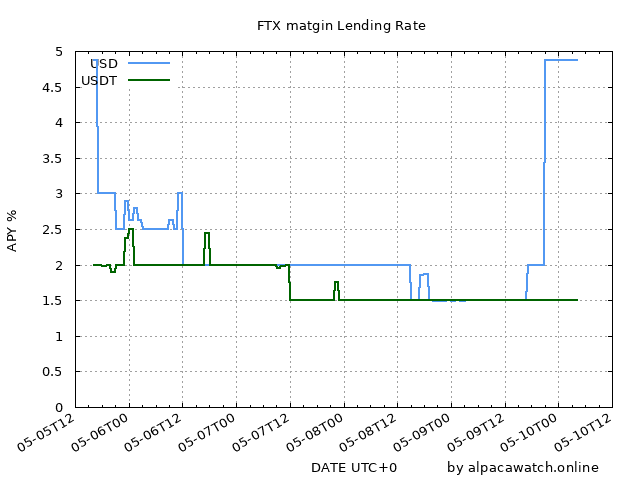 FTX matgin Lending Rate
USD
USDT
APY %
5
4.5
4
3.5
3
2.5
2
1.5
1
0.5
0
05-05T12
05-06T00
05-06T12
05-07T00
05-07T12
05-08T00
05-08T12
05-09T00
05-09T12
05-10T00
05-10T12
DATE UTC+0
by alpacawatch.online